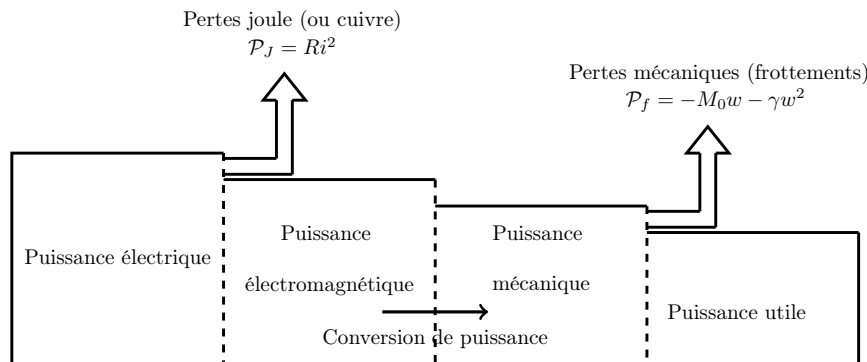 Pertes joule (ou cuivre)
𝒫_J = Ri²
Pertes mécaniques (frottements)
𝒫_f = −M₀w − γw²
Puissance électrique
Puissance
électromagnétique
Puissance
mécanique
Puissance utile
Conversion de puissance